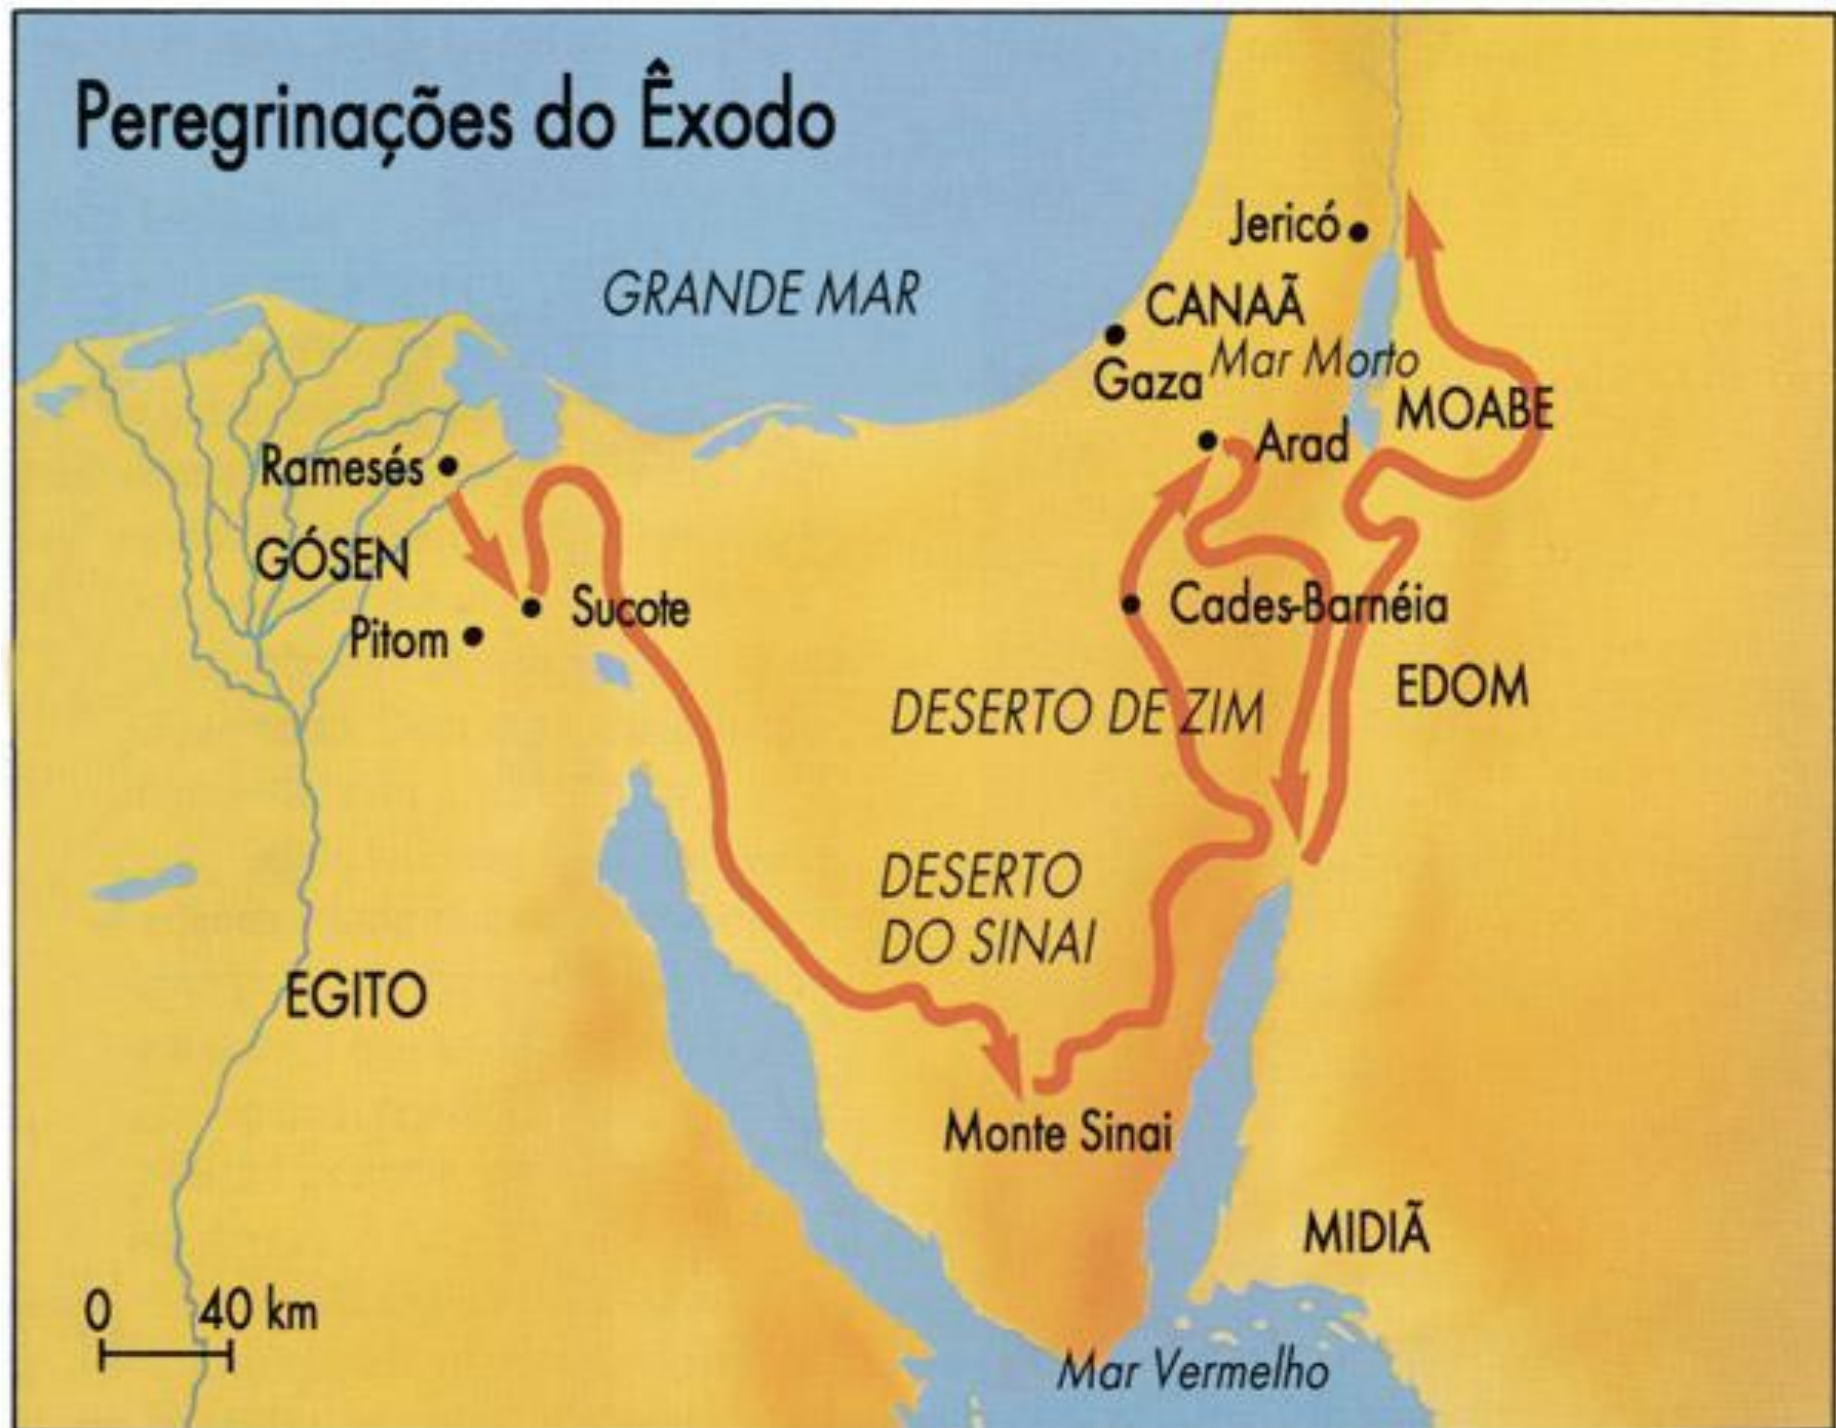 Peregrinações do Êxodo
Jericó
GRANDE MAR
CANAÃ
Mar Morto
Gaza
MOABE
Arad
Ramesés
GÓSEN
Sucote
Cades-Barnéia
Pitom
EDOM
DESERTO DE ZIM
DESERTO
DO SINAI
EGITO
Monte Sinai
MIDIÃ
0 40 km
Mar Vermelho